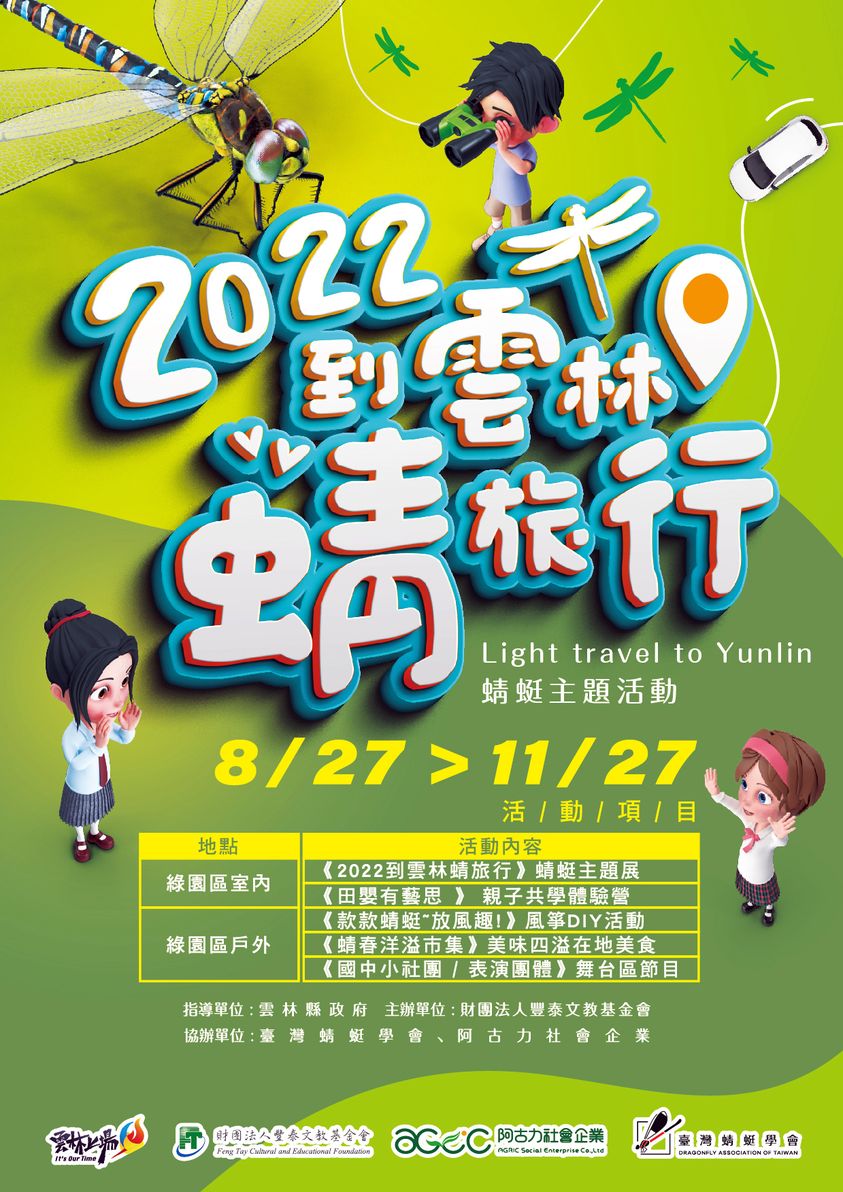 2022
到雲林
蜻旅行
Light travel to Yunlin
蜻蜓主題活動
8/27 > 11/27
活/動/項/目
地點 活動內容
綠園區室內
《2022到雲林蜻旅行》蜻蜓主題展
《田嬰有藝思 》 親子共學體驗營
綠園區戶外
《款款蜻蜓~放風趣!》風箏DIY活動
《蜻春洋溢市集》美味四溢在地美食
《國中小社團 / 表演團體》舞台區節目
指導單位:雲林縣政府 主辦單位:財團法人豐泰文教基金會
協辦單位:臺灣蜻蜓學會、阿古力社會企業
雲林上場
It's Our Time
財團法人豐泰文教基金會
Feng Tay Cultural and Educational Foundation
AGRIC 阿古力社會企業
AGRIC Social Enterprise Co.,Ltd
臺灣蜻蜓學會
DRAGONFLY ASSOCIATION OF TAIWAN